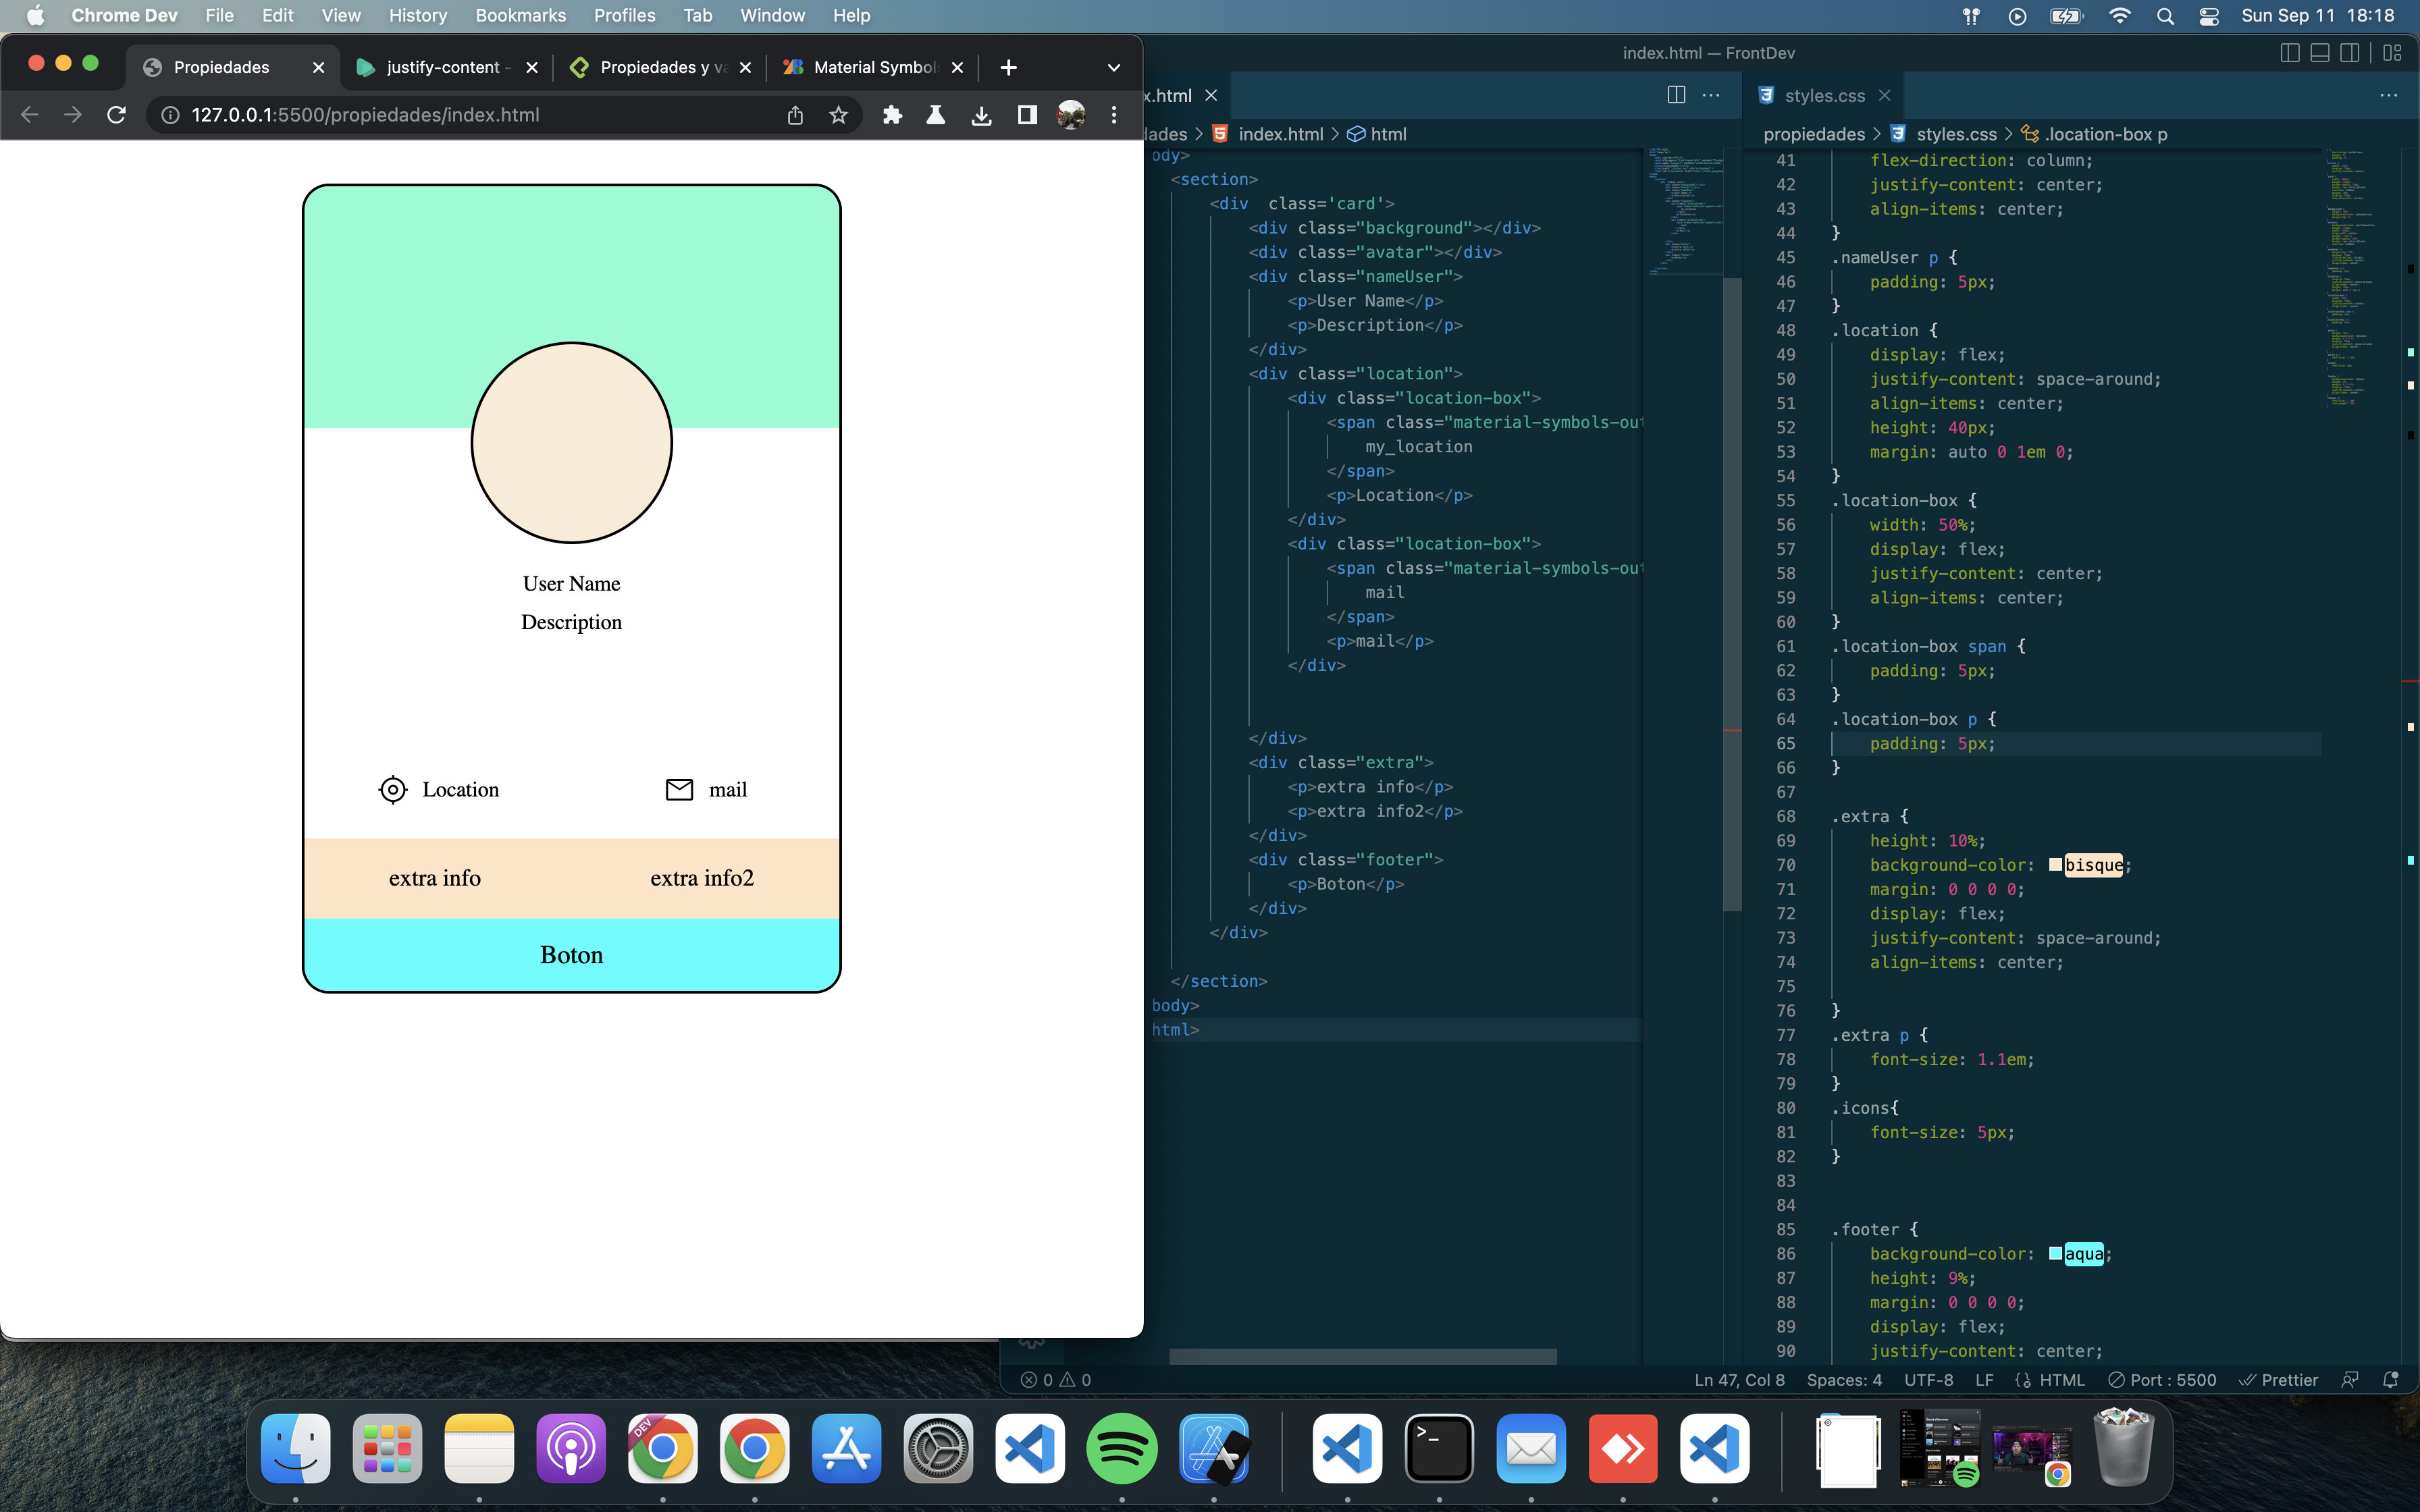 Chrome Dev File Edit View History Bookmarks Profiles Tab Window Help Sun Sep 11 18:18
Propiedades justify-content - Propiedades y va Material Symbols
127.0.0.1:5500/propiedades/index.html
User Name
Description
Location mail
extra info extra info2
Boton
index.html — FrontDev
x.html
dades > index.html > html
body>
<section>
<div  class='card'>
<div class="background"></div>
<div class="avatar"></div>
<div class="nameUser">
<p>User Name</p>
<p>Description</p>
</div>
<div class="location">
<div class="location-box">
<span class="material-symbols-out
my_location
</span>
<p>Location</p>
</div>
<div class="location-box">
<span class="material-symbols-out
mail
</span>
<p>mail</p>
</div>
</div>
<div class="extra">
<p>extra info</p>
<p>extra info2</p>
</div>
<div class="footer">
<p>Boton</p>
</div>
</div>
</section>
body>
html>
styles.css
propiedades > styles.css > .location-box p
41 flex-direction: column;
42 justify-content: center;
43 align-items: center;
44 }
45 .nameUser p {
46 padding: 5px;
47 }
48 .location {
49 display: flex;
50 justify-content: space-around;
51 align-items: center;
52 height: 40px;
53 margin: auto 0 1em 0;
54 }
55 .location-box {
56 width: 50%;
57 display: flex;
58 justify-content: center;
59 align-items: center;
60 }
61 .location-box span {
62 padding: 5px;
63 }
64 .location-box p {
65 padding: 5px;
66 }
67
68 .extra {
69 height: 10%;
70 background-color: bisque;
71 margin: 0 0 0 0;
72 display: flex;
73 justify-content: space-around;
74 align-items: center;
75
76 }
77 .extra p {
78 font-size: 1.1em;
79 }
80 .icons{
81 font-size: 5px;
82 }
83
84
85 .footer {
86 background-color: aqua;
87 height: 9%;
88 margin: 0 0 0 0;
89 display: flex;
90 justify-content: center;
0 0 Ln 47, Col 8 Spaces: 4 UTF-8 LF HTML Port : 5500 Prettier
DEV